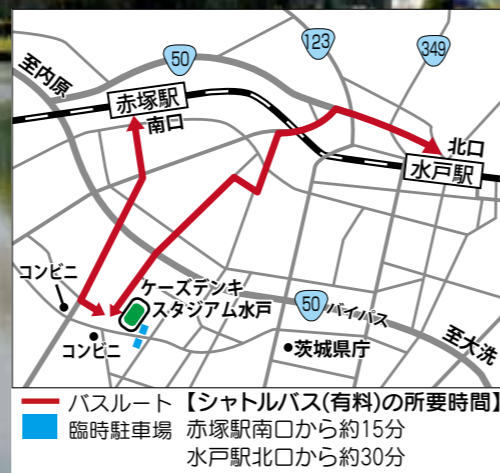 123
349
50
至内原
赤塚駅
南口
北口
水戸駅
コンビニ
ケーズデンキ
スタジアム水戸
50 バイパス
コンビニ
茨城県庁
至大洗
バスルート 【シャトルバス(有料)の所要時間】
臨時駐車場 赤塚駅南口から約15分
水戸駅北口から約30分